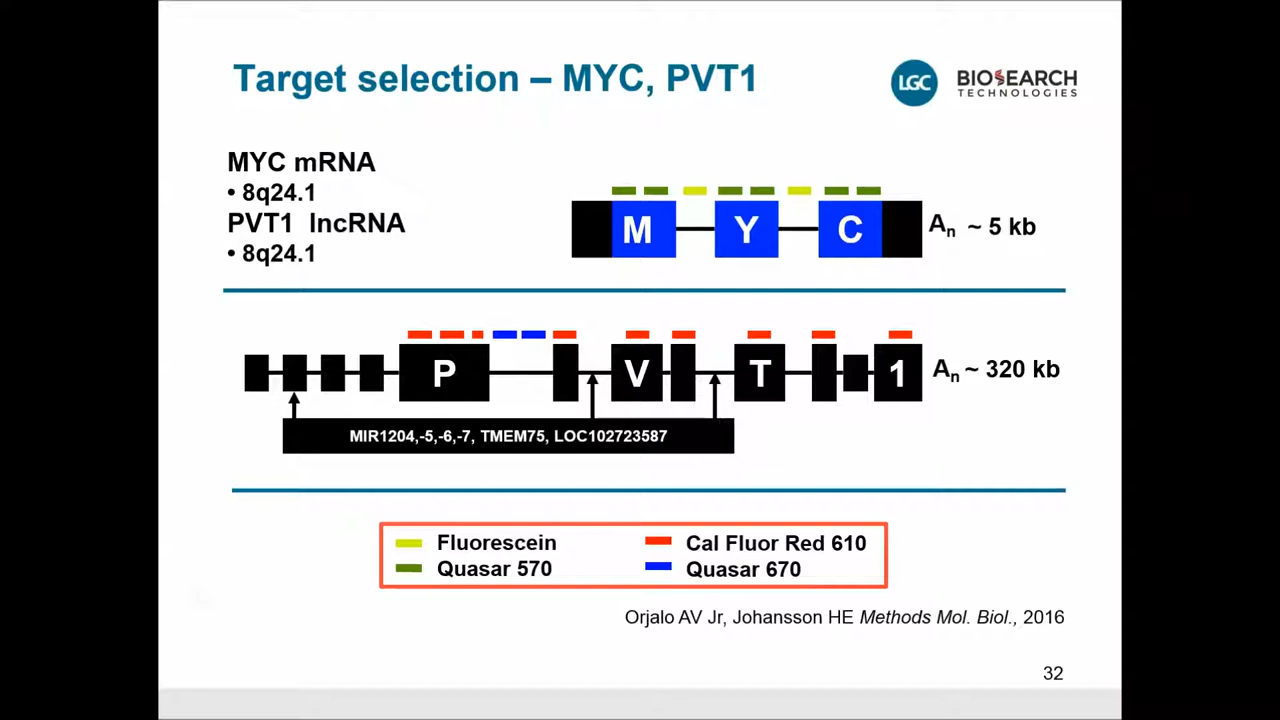 Target selection – MYC, PVT1
LGC BIOSEARCH
TECHNOLOGIES
MYC mRNA
• 8q24.1
PVT1 lncRNA
• 8q24.1
M Y C An ~ 5 kb
P V T 1 An ~ 320 kb
MIR1204,-5,-6,-7, TMEM75, LOC102723587
Fluorescein Cal Fluor Red 610
Quasar 570 Quasar 670
Orjalo AV Jr, Johansson HE Methods Mol. Biol., 2016
32